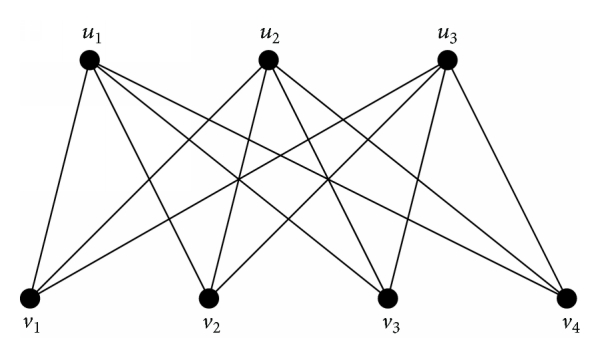 u₁ u₂ u₃
v₁ v₂ v₃ v₄